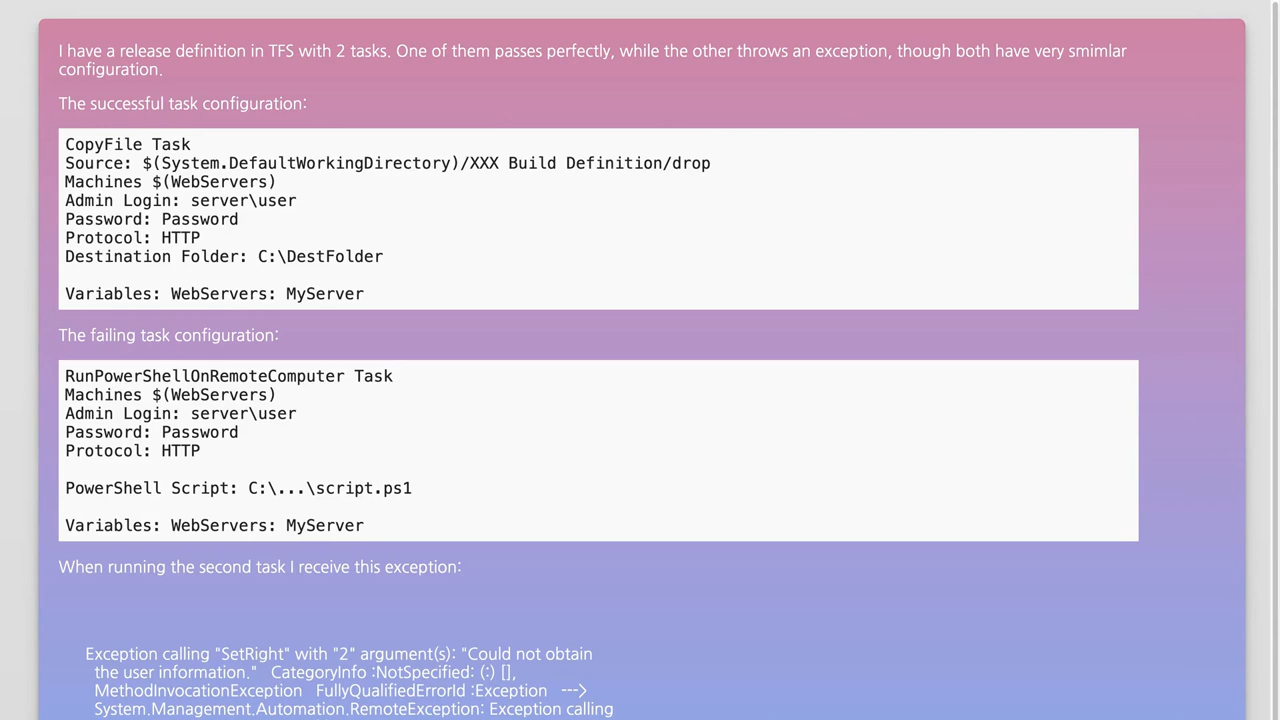 I have a release definition in TFS with 2 tasks. One of them passes perfectly, while the other throws an exception, though both have very smimlar
configuration.
The successful task configuration:
CopyFile Task
Source: $(System.DefaultWorkingDirectory)/XXX Build Definition/drop
Machines $(WebServers)
Admin Login: server\user
Password: Password
Protocol: HTTP
Destination Folder: C:\DestFolder
Variables: WebServers: MyServer
The failing task configuration:
RunPowerShellOnRemoteComputer Task
Machines $(WebServers)
Admin Login: server\user
Password: Password
Protocol: HTTP
PowerShell Script: C:\...\script.ps1
Variables: WebServers: MyServer
When running the second task I receive this exception:
Exception calling "SetRight" with "2" argument(s): "Could not obtain
the user information." CategoryInfo :NotSpecified: (:) [],
MethodInvocationException FullyQualifiedErrorId :Exception --->
System.Management.Automation.RemoteException: Exception calling